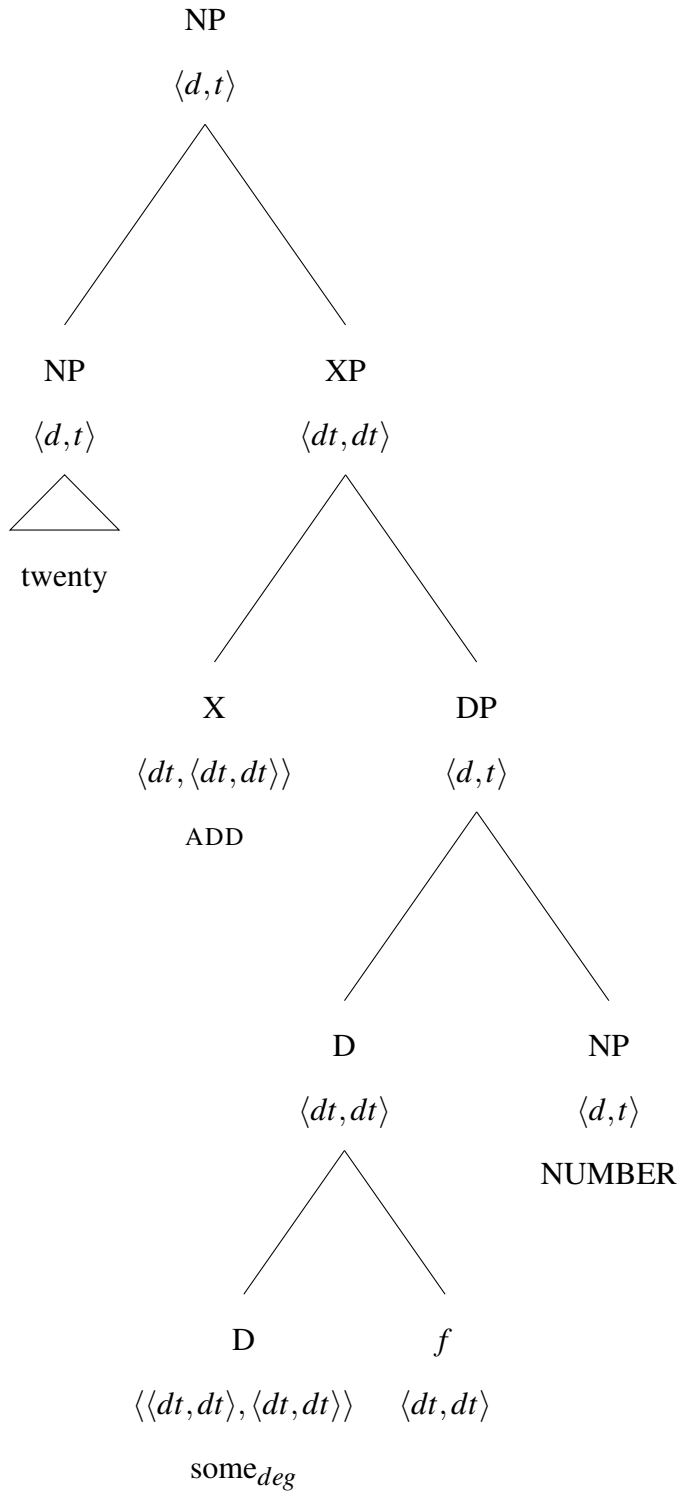 NP
⟨d,t⟩
NP XP
⟨d,t⟩ ⟨dt,dt⟩
twenty
X DP
⟨dt,⟨dt,dt⟩⟩ ⟨d,t⟩
ADD
D NP
⟨dt,dt⟩ ⟨d,t⟩
NUMBER
D f
⟨⟨dt,dt⟩,⟨dt,dt⟩⟩ ⟨dt,dt⟩
some_deg